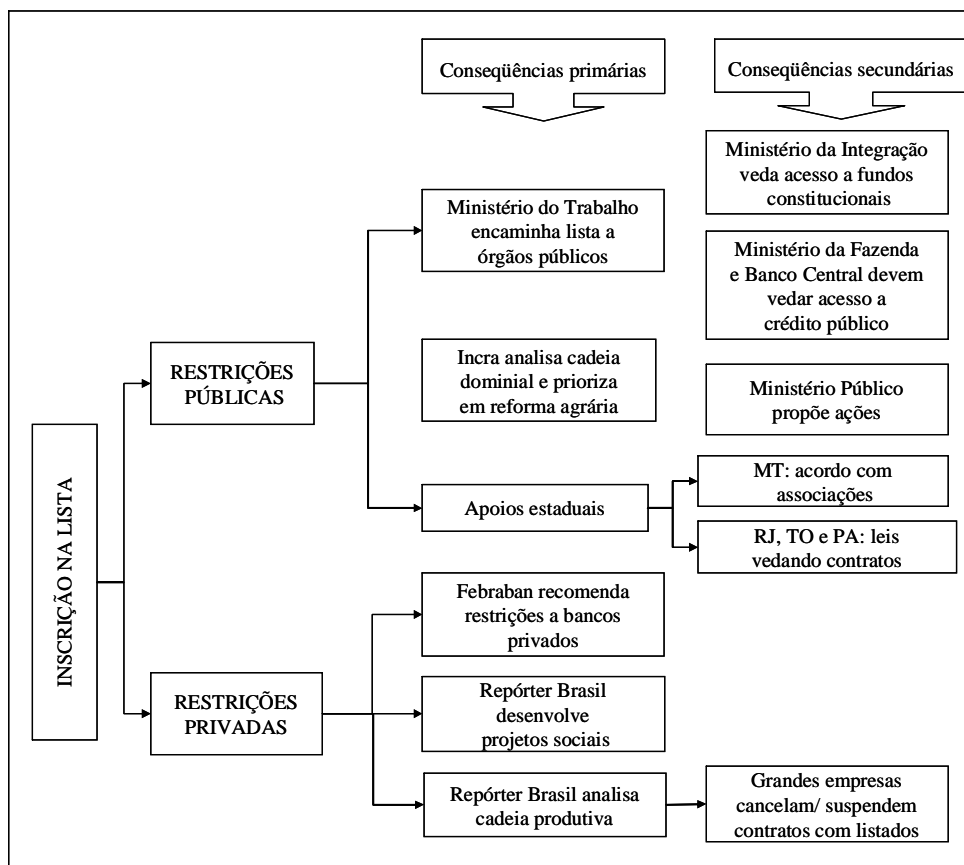 Conseqüências primárias
Conseqüências secundárias
Ministério da Integração
veda acesso a fundos
constitucionais
Ministério do Trabalho
encaminha lista a
órgãos públicos
Ministério da Fazenda
e Banco Central devem
vedar acesso a
crédito público
RESTRIÇÕES
PÚBLICAS
Incra analisa cadeia
dominial e prioriza
em reforma agrária
Ministério Público
propõe ações
INSCRIÇÃO NA LISTA
Apoios estaduais
MT: acordo com
associações
RJ, TO e PA: leis
vedando contratos
Febraban recomenda
restrições a bancos
privados
RESTRIÇÕES
PRIVADAS
Repórter Brasil
desenvolve
projetos sociais
Repórter Brasil analisa
cadeia produtiva
Grandes empresas
cancelam/ suspendem
contratos com listados